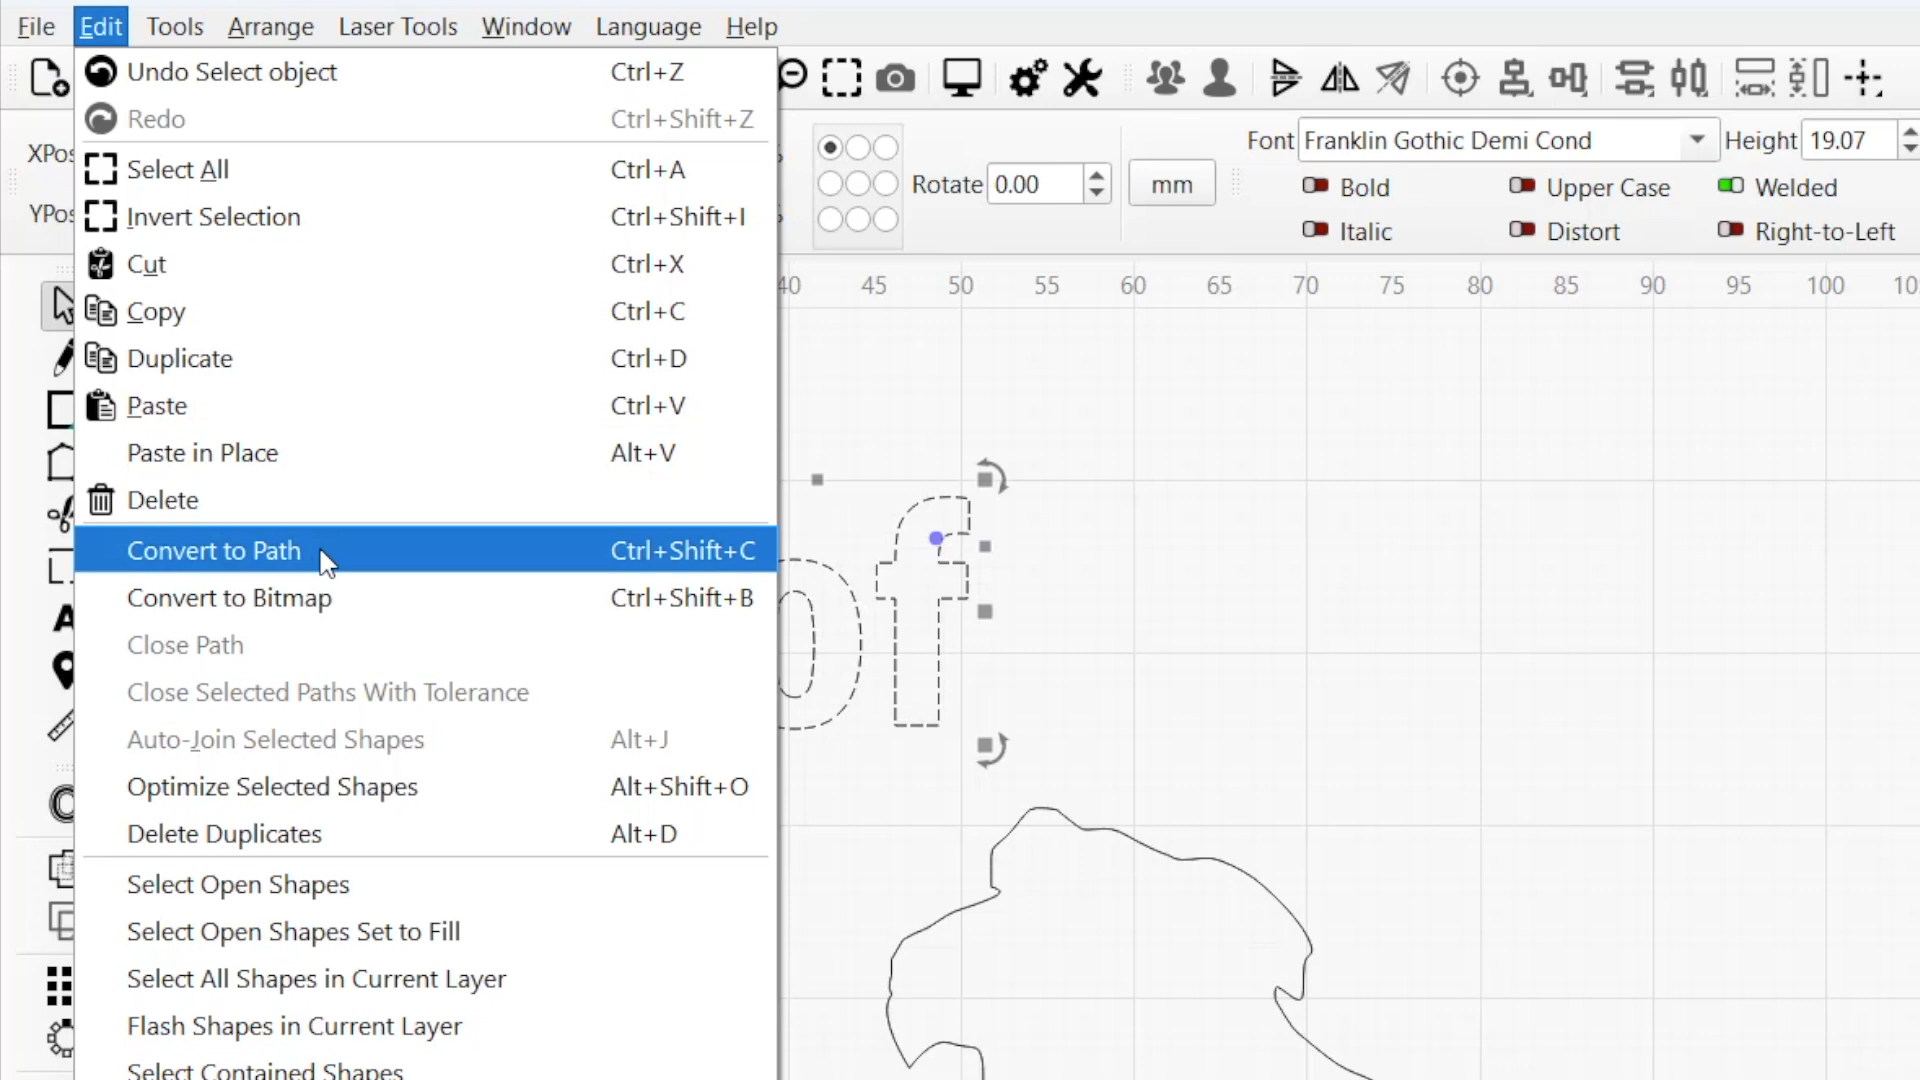 File Edit Tools Arrange Laser Tools Window Language Help
Undo Select object Ctrl+Z
Redo Ctrl+Shift+Z
Select All Ctrl+A
Invert Selection Ctrl+Shift+I
Cut Ctrl+X
Copy Ctrl+C
Duplicate Ctrl+D
Paste Ctrl+V
Paste in Place Alt+V
Delete
Convert to Path Ctrl+Shift+C
Convert to Bitmap Ctrl+Shift+B
Close Path
Close Selected Paths With Tolerance
Auto-Join Selected Shapes Alt+J
Optimize Selected Shapes Alt+Shift+O
Delete Duplicates Alt+D
Select Open Shapes
Select Open Shapes Set to Fill
Select All Shapes in Current Layer
Flash Shapes in Current Layer
Select Contained Shapes
XPos
YPos
Rotate 0.00 mm
Font Franklin Gothic Demi Cond Height 19.07
Bold Upper Case Welded
Italic Distort Right-to-Left
40 45 50 55 60 65 70 75 80 85 90 95 100
of